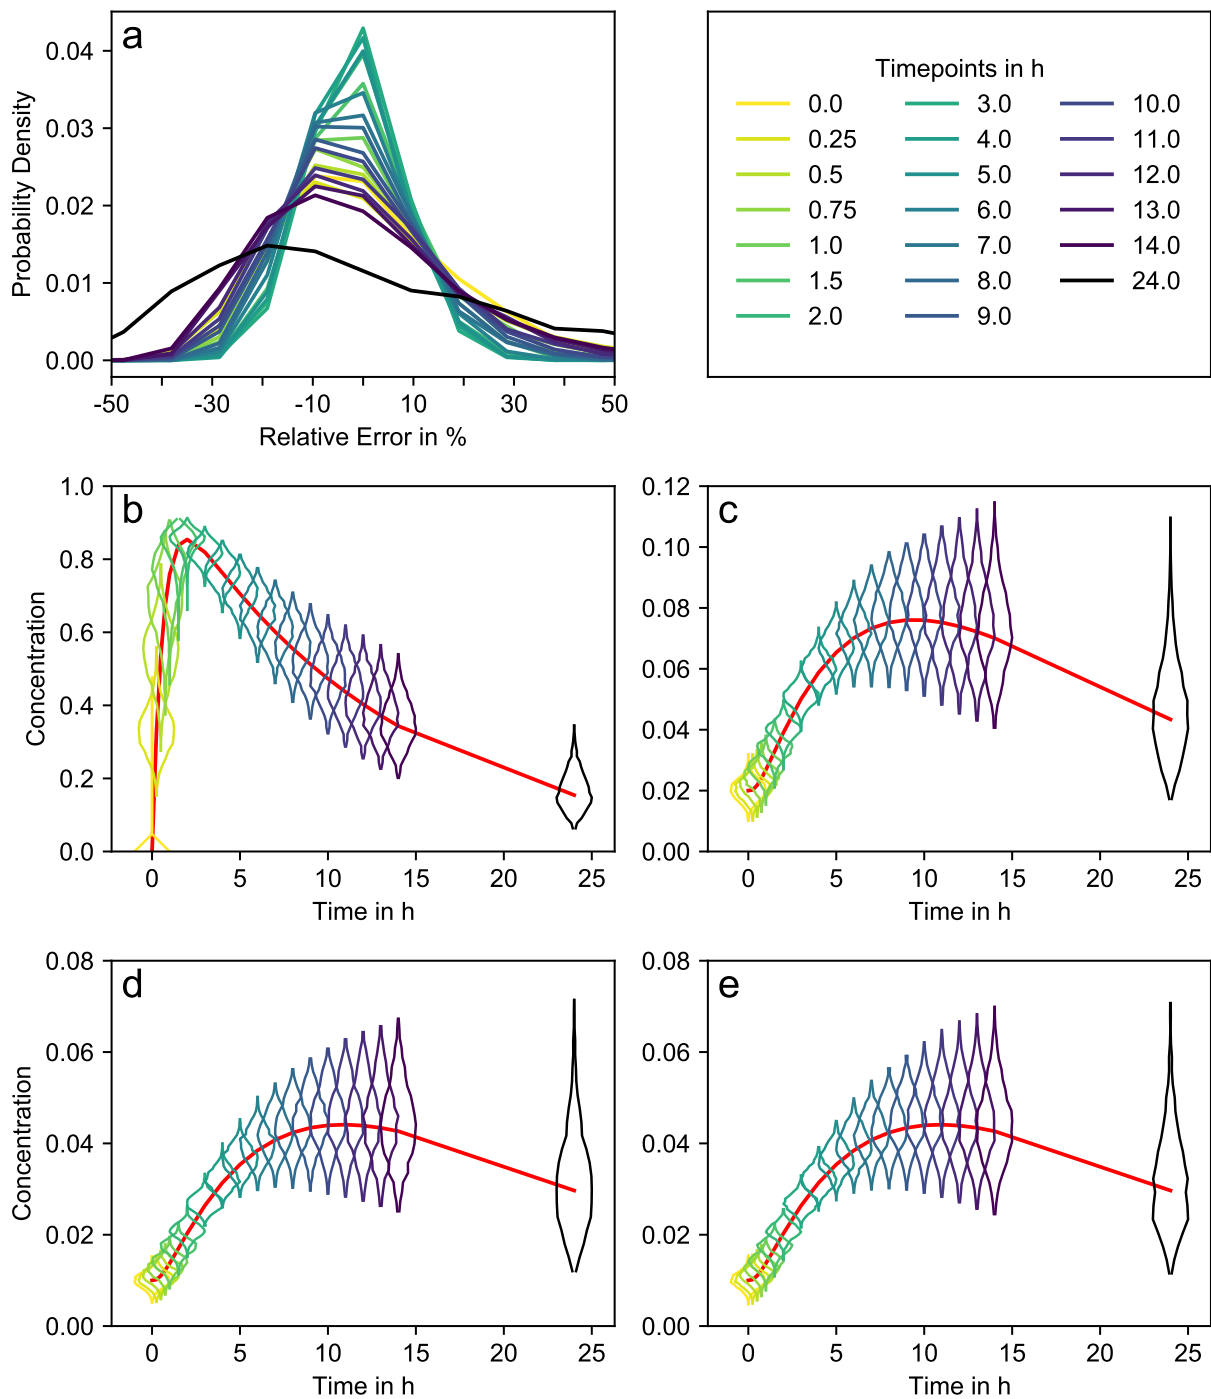 a
0.04
0.03
0.02
0.01
0.00
Probability Density
-50 -30 -10 10 30 50
Relative Error in %
Timepoints in h
0.0 3.0 10.0
0.25 4.0 11.0
0.5 5.0 12.0
0.75 6.0 13.0
1.0 7.0 14.0
1.5 8.0 24.0
2.0 9.0
b
1.0
0.8
0.6
0.4
0.2
0.0
Concentration
0 5 10 15 20 25
Time in h
c
0.12
0.10
0.08
0.06
0.04
0.02
0.00
0 5 10 15 20 25
Time in h
d
0.08
0.06
0.04
0.02
0.00
Concentration
0 5 10 15 20 25
Time in h
e
0.08
0.06
0.04
0.02
0.00
0 5 10 15 20 25
Time in h